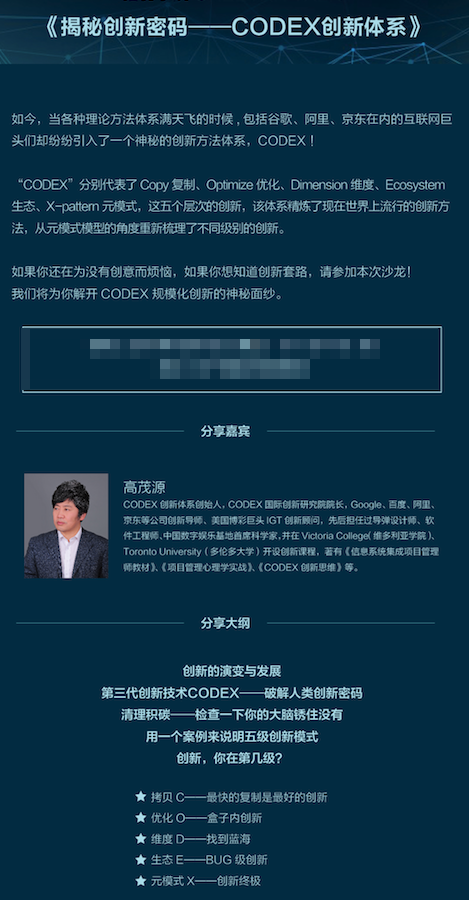 《揭秘创新密码——CODEX创新体系》
如今，当各种理论方法体系满天飞的时候，包括谷歌、阿里、京东在内的互联网巨
头们却纷纷引入了一个神秘的创新方法体系，CODEX！
“CODEX”分别代表了 Copy 复制、Optimize 优化、Dimension 维度、Ecosystem
生态、X-pattern 元模式，这五个层次的创新，该体系精炼了现在世界上流行的创新方
法，从元模式模型的角度重新梳理了不同级别的创新。
如果你还在为没有创意而烦恼，如果你想知道创新套路，请参加本次沙龙！
我们将为你解开 CODEX 规模化创新的神秘面纱。
分享嘉宾
高茂源
CODEX 创新体系创始人，CODEX 国际创新研究院院长，Google、百度、阿里、
京东等公司创新导师、美国博彩巨头 IGT 创新顾问，先后担任过导弹设计师、软
件工程师、中国数字娱乐基地首席科学家，并在 Victoria College（维多利亚学院）、
Toronto University（多伦多大学）开设创新课程，著有《信息系统集成项目管理
师教材》、《项目管理心理学实战》、《CODEX 创新思维》等。
分享大纲
创新的演变与发展
第三代创新技术CODEX——破解人类创新密码
清理积碳——检查一下你的大脑锈住没有
用一个案例来说明五级创新模式
创新，你在第几级？
★ 拷贝 C——最快的复制是最好的创新
★ 优化 O——盒子内创新
★ 维度 D——找到蓝海
★ 生态 E——BUG 级创新
★ 元模式 X——创新终极